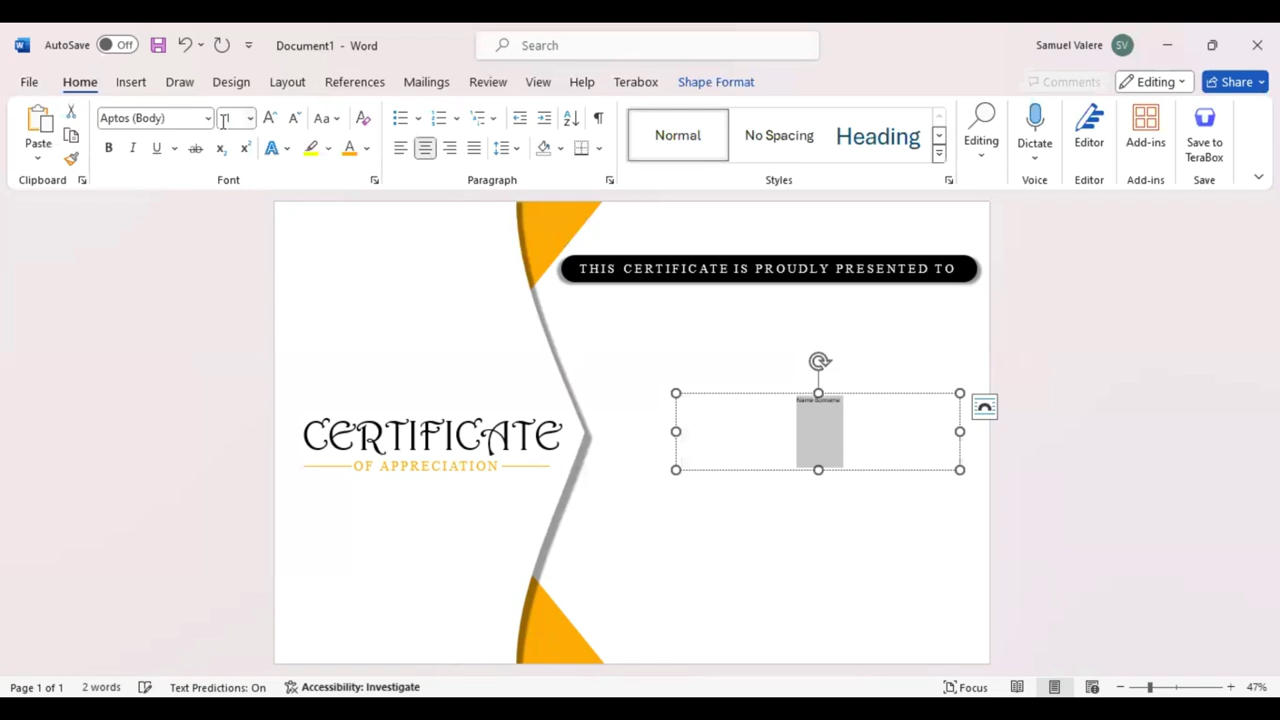 AutoSave Off Document1 - Word Search Samuel Valere SV
File Home Insert Draw Design Layout References Mailings Review View Help Terabox Shape Format Comments Editing Share
Aptos (Body) Aa Normal No Spacing Heading
Paste Editing Dictate Editor Add-ins Save to TeraBox
Clipboard Font Paragraph Styles Voice Editor Add-ins Save
THIS CERTIFICATE IS PROUDLY PRESENTED TO
Name Surname
CERTIFICATE
OF APPRECIATION
Page 1 of 1 2 words Text Predictions: On Accessibility: Investigate Focus 47%